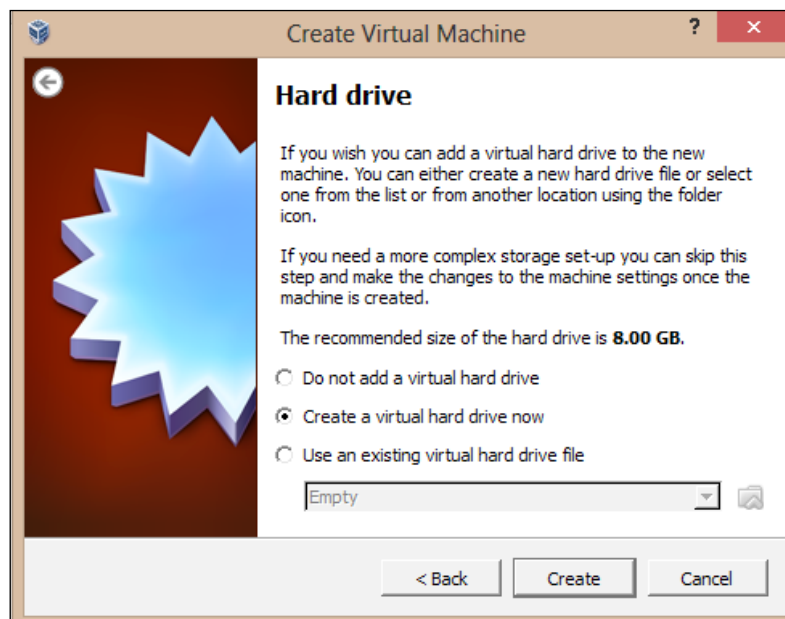 Create Virtual Machine
?
Hard drive
If you wish you can add a virtual hard drive to the new
machine. You can either create a new hard drive file or select
one from the list or from another location using the folder
icon.
If you need a more complex storage set-up you can skip this
step and make the changes to the machine settings once the
machine is created.
The recommended size of the hard drive is 8.00 GB.
Do not add a virtual hard drive
Create a virtual hard drive now
Use an existing virtual hard drive file
Empty
< Back
Create
Cancel